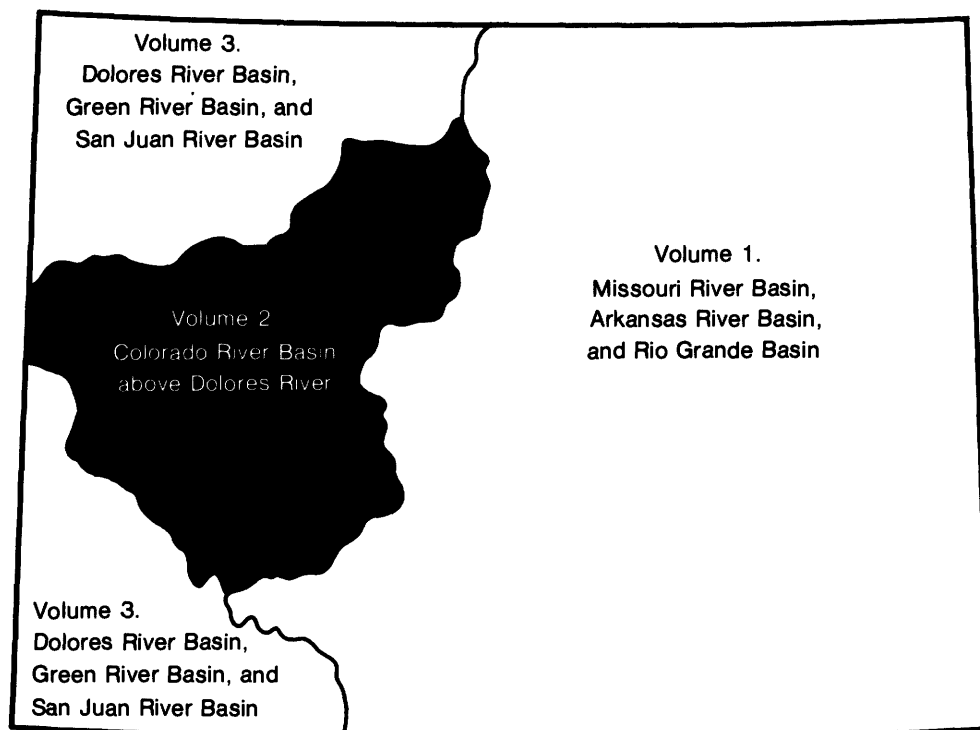 Volume 3.
Dolores River Basin,
Green River Basin, and
San Juan River Basin
Volume 1.
Missouri River Basin,
Arkansas River Basin,
and Rio Grande Basin
Volume 2
Colorado River Basin
above Dolores River
Volume 3.
Dolores River Basin,
Green River Basin, and
San Juan River Basin